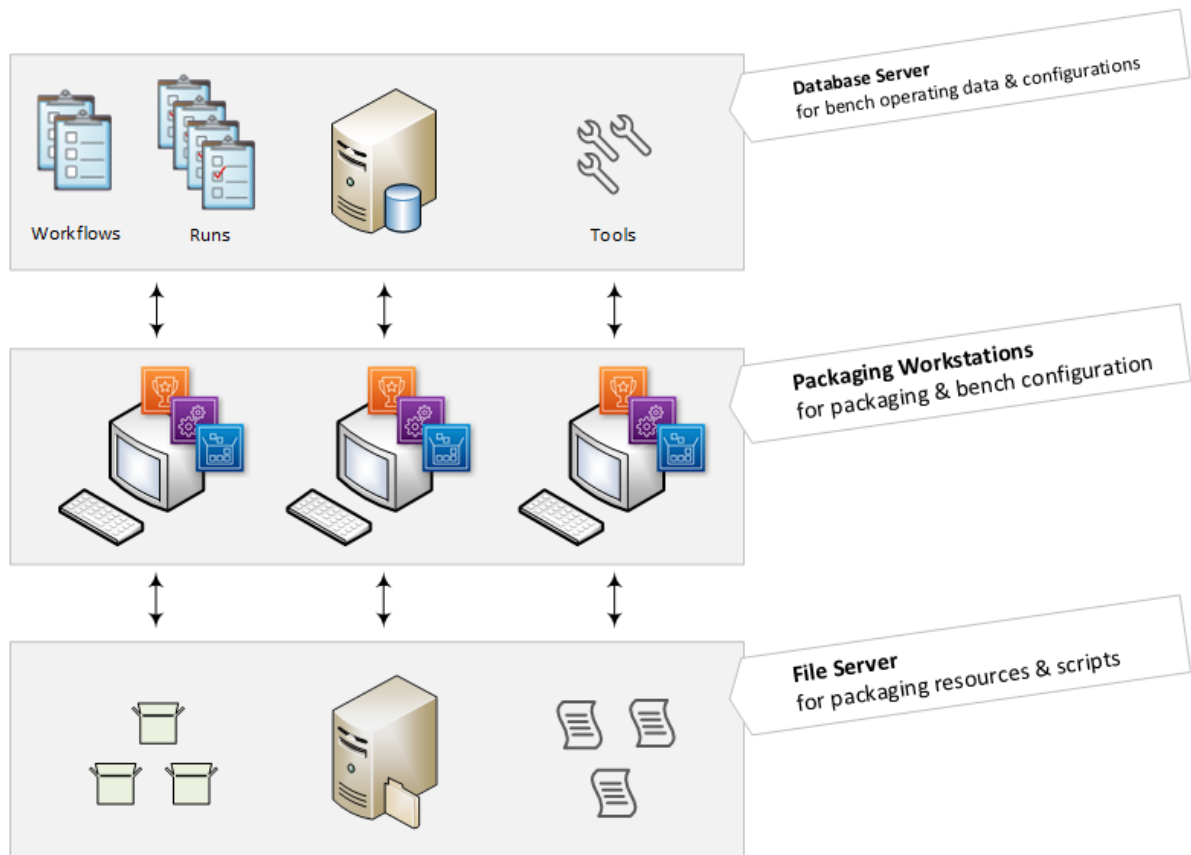 Database Server
for bench operating data & configurations
Workflows
Runs
Tools
Packaging Workstations
for packaging & bench configuration
File Server
for packaging resources & scripts